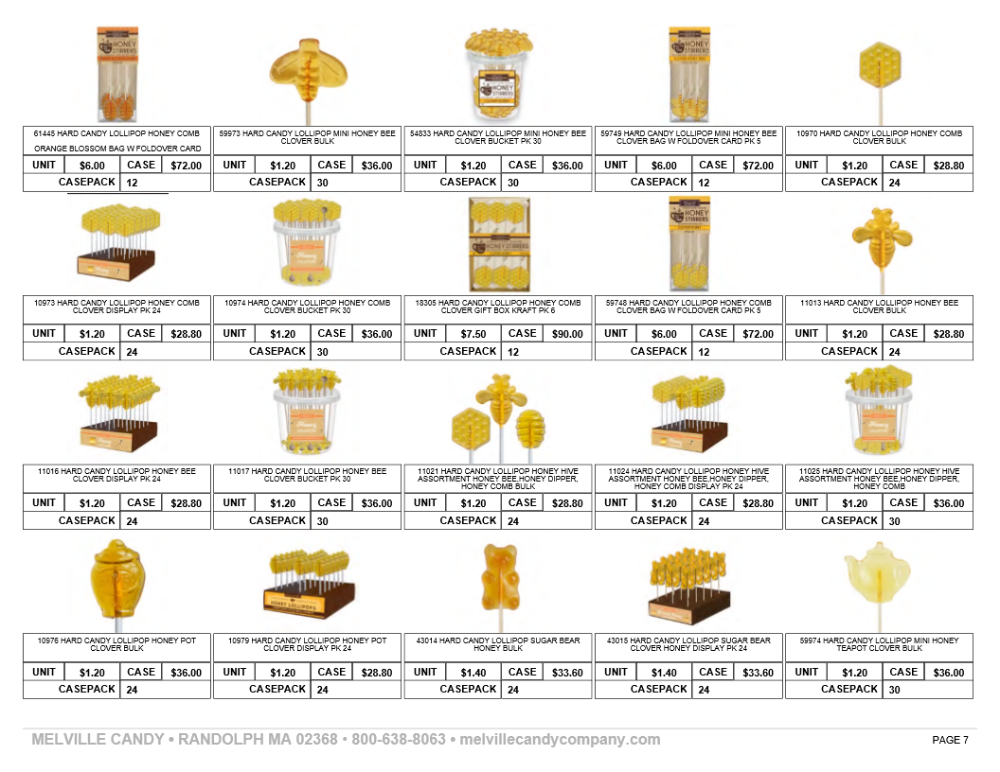 HONEY
STIRRERS
HONEY
STIRRERS
HONEY
STIRRERS
61445 HARD CANDY LOLLIPOP HONEY COMB
ORANGE BLOSSOM BAG W FOLDOVER CARD
UNIT $6.00 CASE $72.00
CASEPACK 12
59973 HARD CANDY LOLLIPOP MINI HONEY BEE
CLOVER BULK
UNIT $1.20 CASE $36.00
CASEPACK 30
54833 HARD CANDY LOLLIPOP MINI HONEY BEE
CLOVER BUCKET PK 30
UNIT $1.20 CASE $36.00
CASEPACK 30
59749 HARD CANDY LOLLIPOP MINI HONEY BEE
CLOVER BAG W FOLDOVER CARD PK 5
UNIT $6.00 CASE $72.00
CASEPACK 12
10970 HARD CANDY LOLLIPOP HONEY COMB
CLOVER BULK
UNIT $1.20 CASE $28.80
CASEPACK 24
Honey
HONEY STIRRERS
HONEY
STIRRERS
10973 HARD CANDY LOLLIPOP HONEY COMB
CLOVER DISPLAY PK 24
UNIT $1.20 CASE $28.80
CASEPACK 24
10974 HARD CANDY LOLLIPOP HONEY COMB
CLOVER BUCKET PK 30
UNIT $1.20 CASE $36.00
CASEPACK 30
18305 HARD CANDY LOLLIPOP HONEY COMB
CLOVER GIFT BOX KRAFT PK 6
UNIT $7.50 CASE $90.00
CASEPACK 12
59748 HARD CANDY LOLLIPOP HONEY COMB
CLOVER BAG W FOLDOVER CARD PK 5
UNIT $6.00 CASE $72.00
CASEPACK 12
11013 HARD CANDY LOLLIPOP HONEY BEE
CLOVER BULK
UNIT $1.20 CASE $28.80
CASEPACK 24
Honey
Honey
11016 HARD CANDY LOLLIPOP HONEY BEE
CLOVER DISPLAY PK 24
UNIT $1.20 CASE $28.80
CASEPACK 24
11017 HARD CANDY LOLLIPOP HONEY BEE
CLOVER BUCKET PK 30
UNIT $1.20 CASE $36.00
CASEPACK 30
11021 HARD CANDY LOLLIPOP HONEY HIVE
ASSORTMENT HONEY BEE,HONEY DIPPER,
HONEY COMB BULK
UNIT $1.20 CASE $28.80
CASEPACK 24
11024 HARD CANDY LOLLIPOP HONEY HIVE
ASSORTMENT HONEY BEE,HONEY DIPPER,
HONEY COMB DISPLAY PK 24
UNIT $1.20 CASE $28.80
CASEPACK 24
11025 HARD CANDY LOLLIPOP HONEY HIVE
ASSORTMENT HONEY BEE,HONEY DIPPER,
HONEY COMB
UNIT $1.20 CASE $36.00
CASEPACK 30
HONEY LOLLIPOPS
10976 HARD CANDY LOLLIPOP HONEY POT
CLOVER BULK
UNIT $1.20 CASE $36.00
CASEPACK 24
10979 HARD CANDY LOLLIPOP HONEY POT
CLOVER DISPLAY PK 24
UNIT $1.20 CASE $28.80
CASEPACK 24
43014 HARD CANDY LOLLIPOP SUGAR BEAR
HONEY BULK
UNIT $1.40 CASE $33.60
CASEPACK 24
43015 HARD CANDY LOLLIPOP SUGAR BEAR
CLOVER HONEY DISPLAY PK 24
UNIT $1.40 CASE $33.60
CASEPACK 24
59974 HARD CANDY LOLLIPOP MINI HONEY
TEAPOT CLOVER BULK
UNIT $1.20 CASE $36.00
CASEPACK 30
MELVILLE CANDY • RANDOLPH MA 02368 • 800-638-8063 • melvillecandycompany.com
PAGE 7